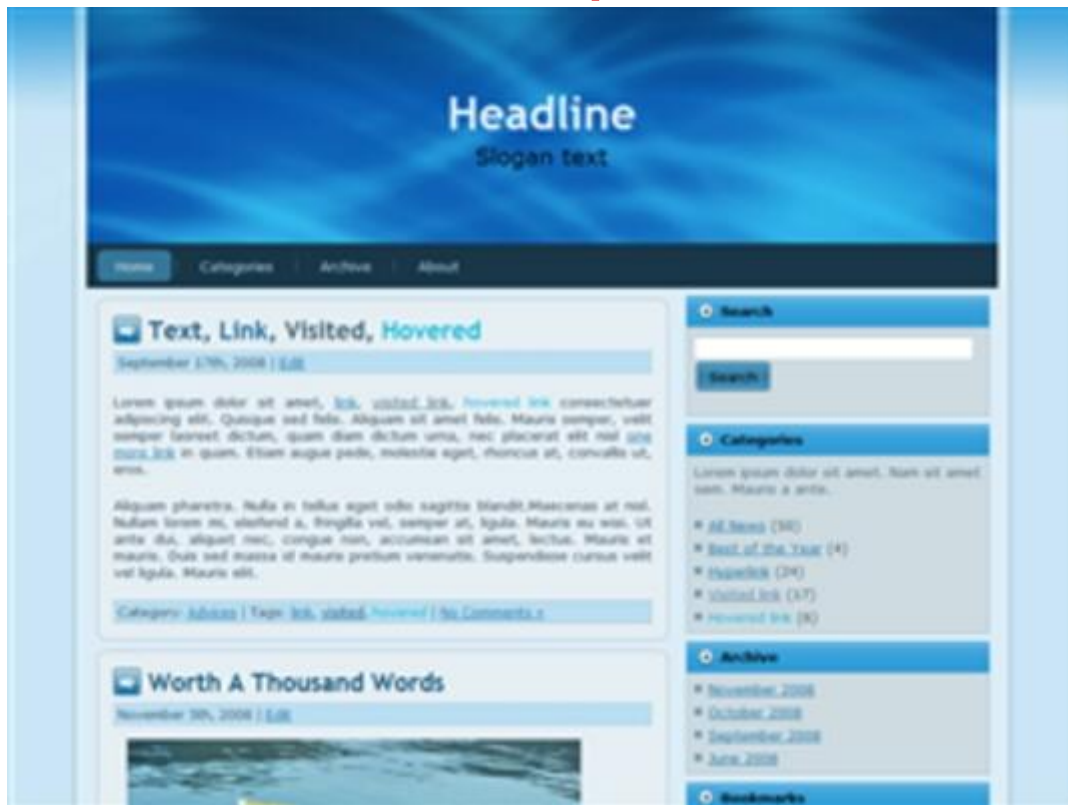 Headline
Slogan text
Home Categories Archive About
Text, Link, Visited, Hovered
September 17th, 2008 | Edit
Lorem ipsum dolor sit amet, link, visited link, hovered link consectetuer
adipiscing elit. Quisque sed felis. Aliquam sit amet felis. Mauris semper, velit
semper laoreet dictum, quam diam dictum urna, nec placerat elit nisl one
more link in quam. Etiam augue pede, molestie eget, rhoncus at, convallis ut,
eros.
Aliquam pharetra. Nulla in tellus eget odio sagittis blandit.Maecenas at nisl.
Nullam lorem mi, eleifend a, fringilla vel, semper at, ligula. Mauris eu wisi. Ut
ante dui, aliquet nec, congue non, accumsan sit amet, lectus. Mauris et
mauris. Duis sed massa id mauris pretium venenatis. Suspendisse cursus velit
vel ligula. Mauris elit.
Category: Advices | Tags: link, visited, hovered | No Comments »
Worth A Thousand Words
November 5th, 2008 | Edit
Search
Search
Categories
Lorem ipsum dolor sit amet. Nam sit amet
sem. Mauris a ante.
All News (50)
Best of the Year (4)
Hyperlink (24)
Visited link (17)
Hovered link (6)
Archive
November 2008
October 2008
September 2008
June 2008
Bookmarks